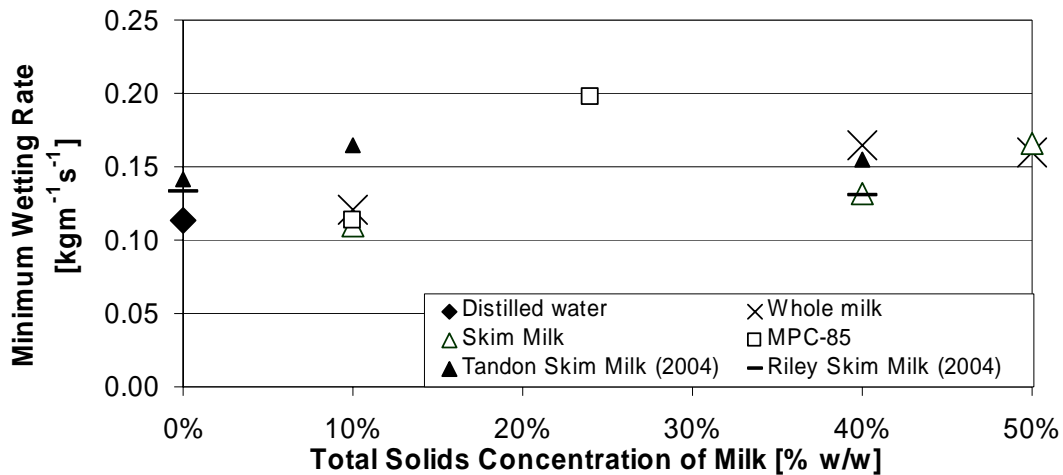 Minimum Wetting Rate
[kgm-1s-1]
0.25
0.20
0.15
0.10
0.05
0.00
Distilled water
Whole milk
Skim Milk
MPC-85
Tandon Skim Milk (2004)
Riley Skim Milk (2004)
0%
10%
20%
30%
40%
50%
Total Solids Concentration of Milk [% w/w]